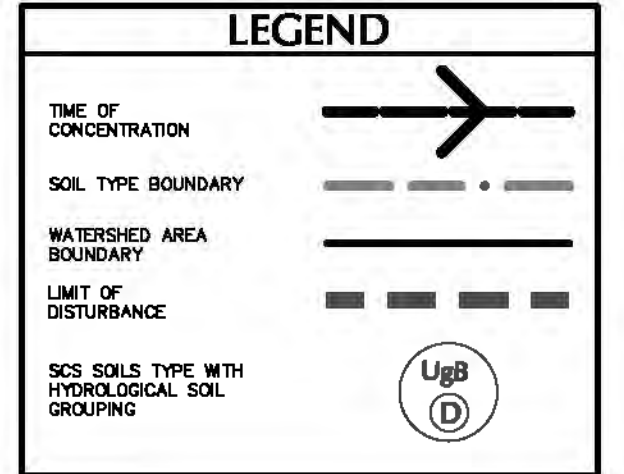 LEGEND
TIME OF
CONCENTRATION
SOIL TYPE BOUNDARY
WATERSHED AREA
BOUNDARY
LIMIT OF
DISTURBANCE
SCS SOILS TYPE WITH
HYDROLOGICAL SOIL
GROUPING
UgB
D